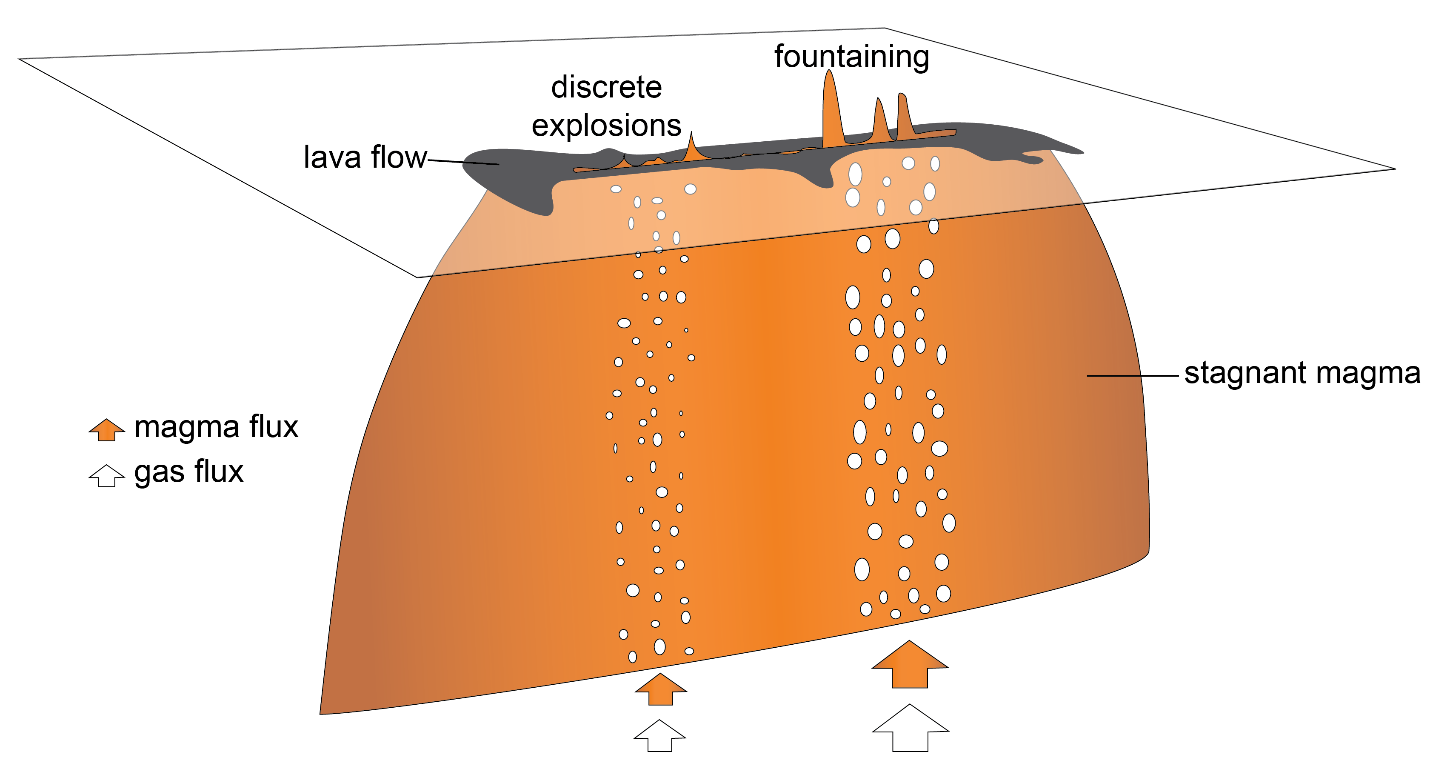 fountaining
discrete
explosions
lava flow
stagnant magma
magma flux
gas flux